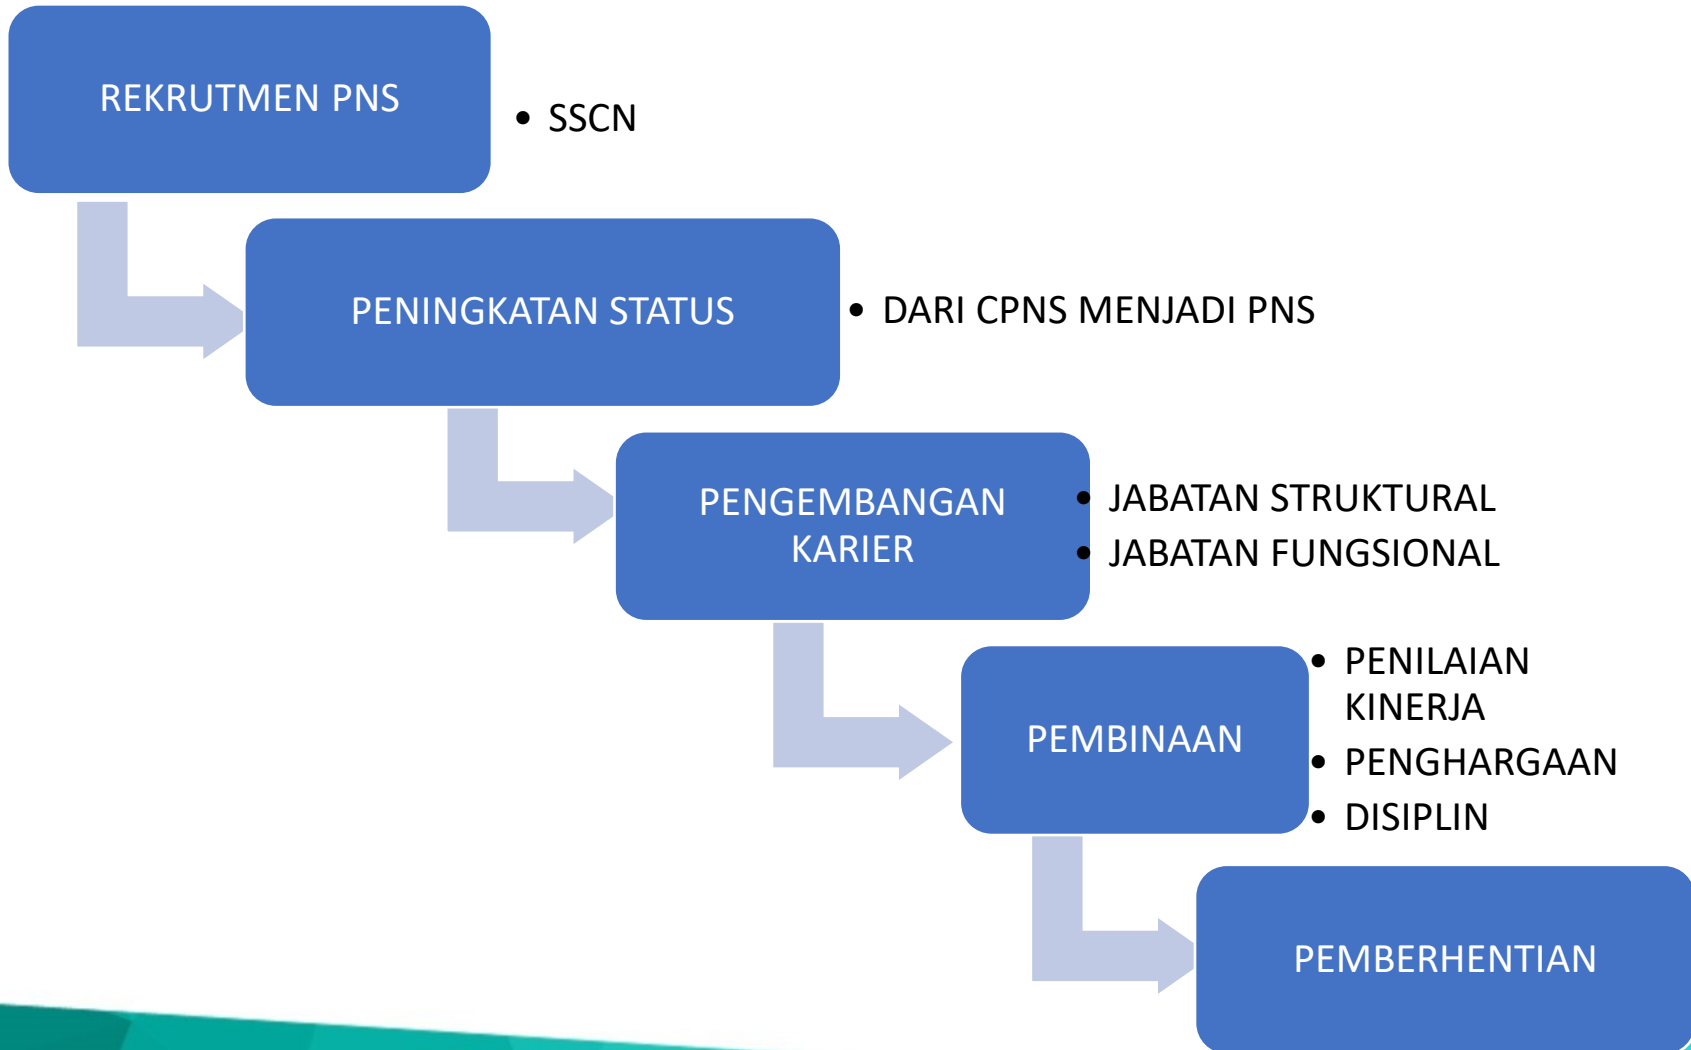 REKRUTMEN PNS
• SSCN
PENINGKATAN STATUS
• DARI CPNS MENJADI PNS
PENGEMBANGAN
KARIER
• JABATAN STRUKTURAL
• JABATAN FUNGSIONAL
PEMBINAAN
• PENILAIAN
KINERJA
• PENGHARGAAN
• DISIPLIN
PEMBERHENTIAN